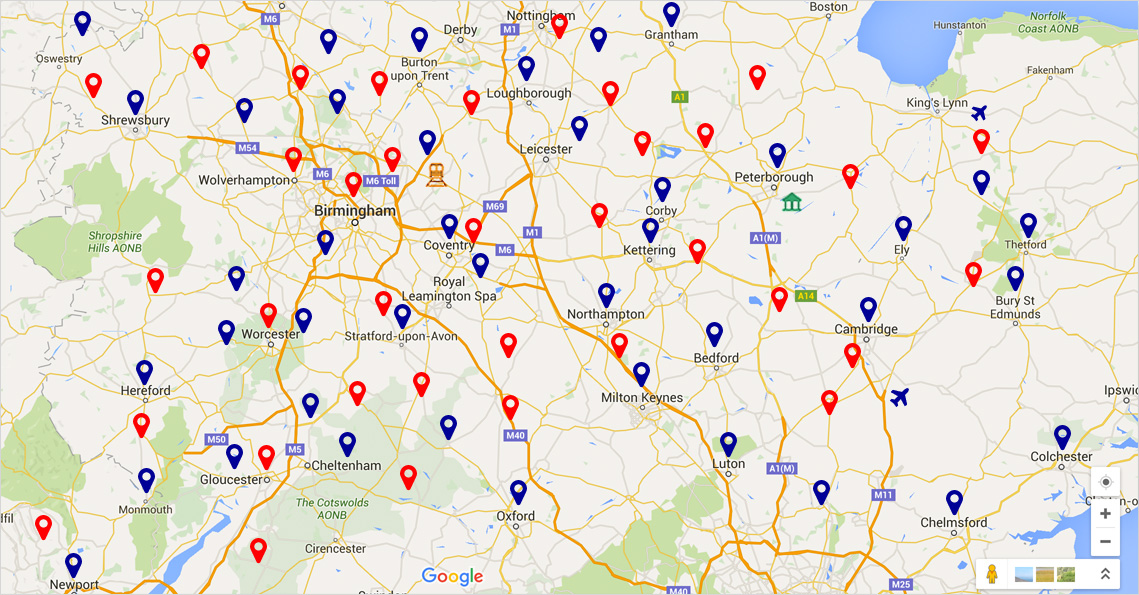 M6
Nottingham
Boston
Norfolk
Coast AONB
Hunstanton
Derby
M1
Grantham
Oswestry
Burton
upon Trent
Fakenham
Loughborough
A1
King's Lynn
Shrewsbury
M54
Leicester
Wolverhampton
M6
M6 Toll
Peterborough
Birmingham
M69
Corby
Shropshire
Hills AONB
Coventry
M1
M6
Kettering
A1(M)
Ely
Thetford
Royal
Leamington Spa
A14
Bury St
Edmunds
Northampton
Worcester
Stratford-upon-Avon
Cambridge
Bedford
Hereford
Milton Keynes
M50
M5
M40
Gloucester
Cheltenham
Luton
A1(M)
Colchester
Monmouth
The Cotswolds
AONB
Oxford
M11
Chelmsford
Cirencester
Newport
Google
M40
M25